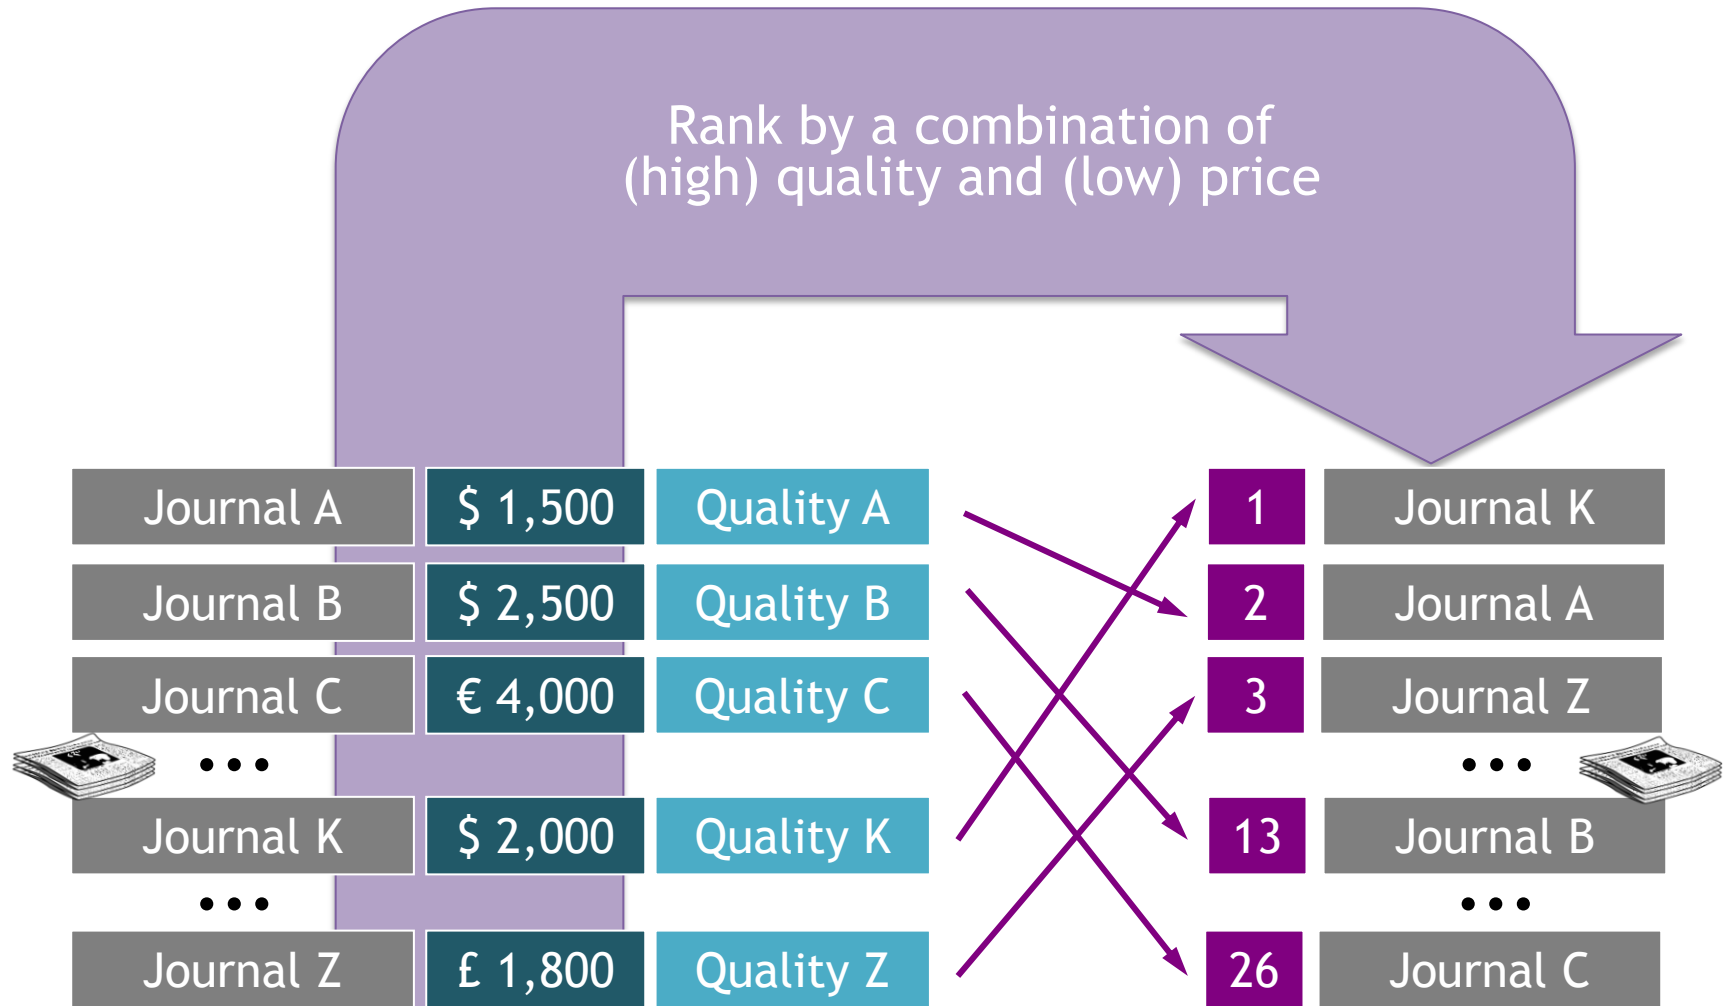 Rank by a combination of
(high) quality and (low) price
Journal A $ 1,500 Quality A 1 Journal K
Journal B $ 2,500 Quality B 2 Journal A
Journal C € 4,000 Quality C 3 Journal Z
... ...
Journal K $ 2,000 Quality K 13 Journal B
... ...
Journal Z £ 1,800 Quality Z 26 Journal C